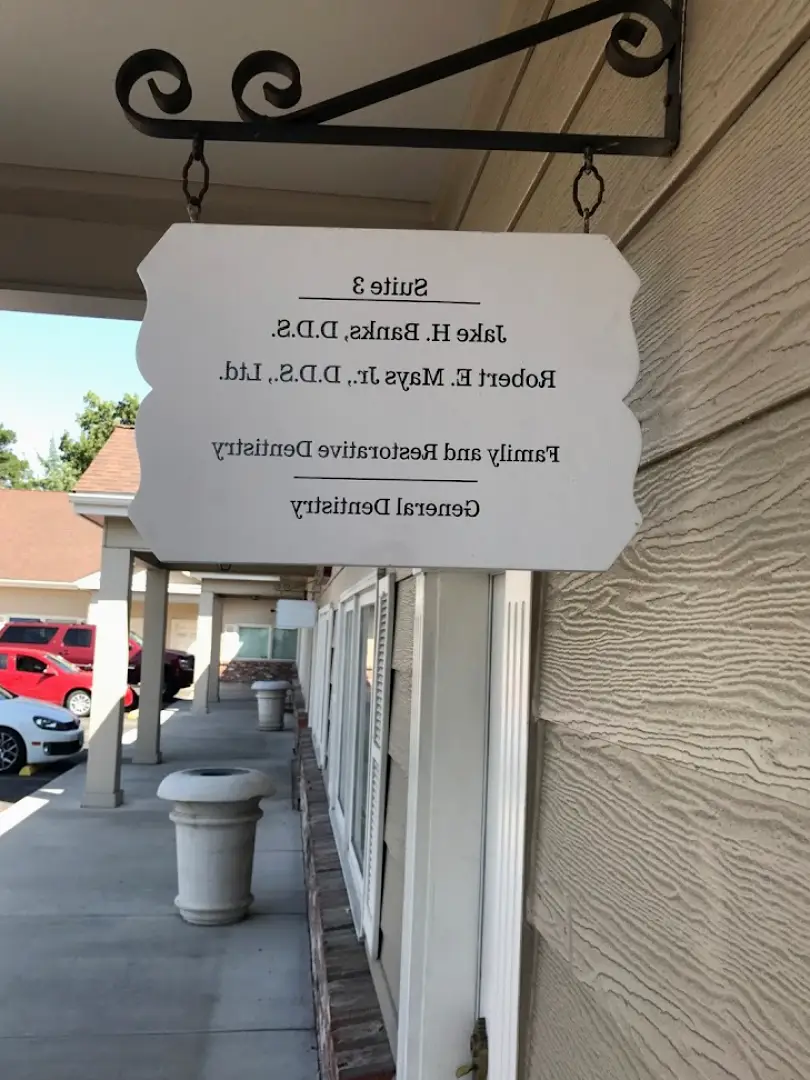 Suite 3
Jake H. Banks, D.D.S.
Robert E. Mays Jr., D.D.S., Ltd.
Family and Restorative Dentistry
General Dentistry